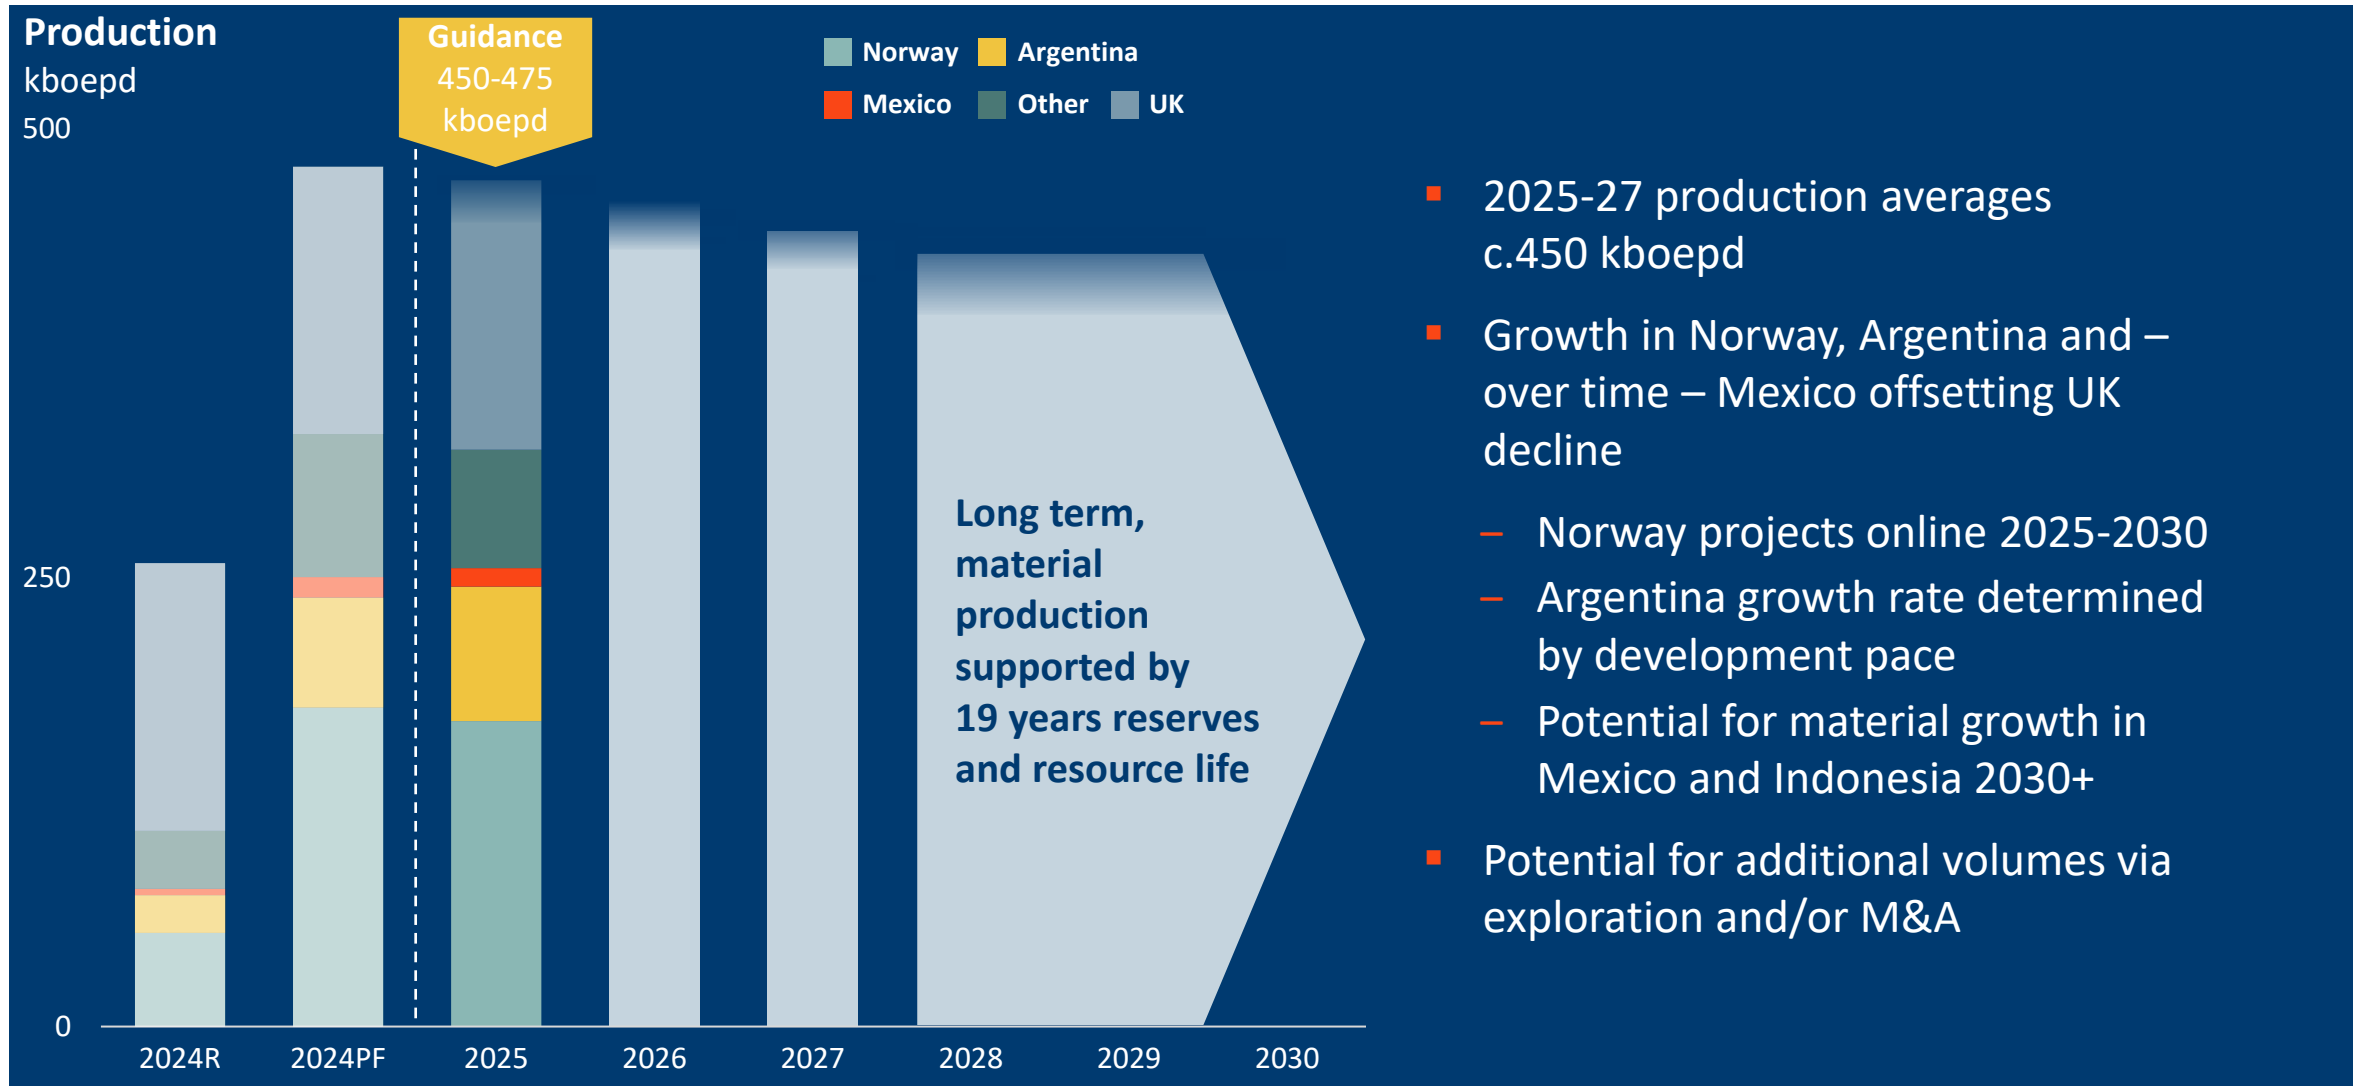 Production
kboepd
500
250
0
Guidance
450-475
kboepd
Norway
Argentina
Mexico
Other
UK
Long term,
material
production
supported by
19 years reserves
and resource life
2024R
2024PF
2025
2026
2027
2028
2029
2030
▪ 2025-27 production averages
c.450 kboepd
▪ Growth in Norway, Argentina and –
over time – Mexico offsetting UK
decline
– Norway projects online 2025-2030
– Argentina growth rate determined
by development pace
– Potential for material growth in
Mexico and Indonesia 2030+
▪ Potential for additional volumes via
exploration and/or M&A